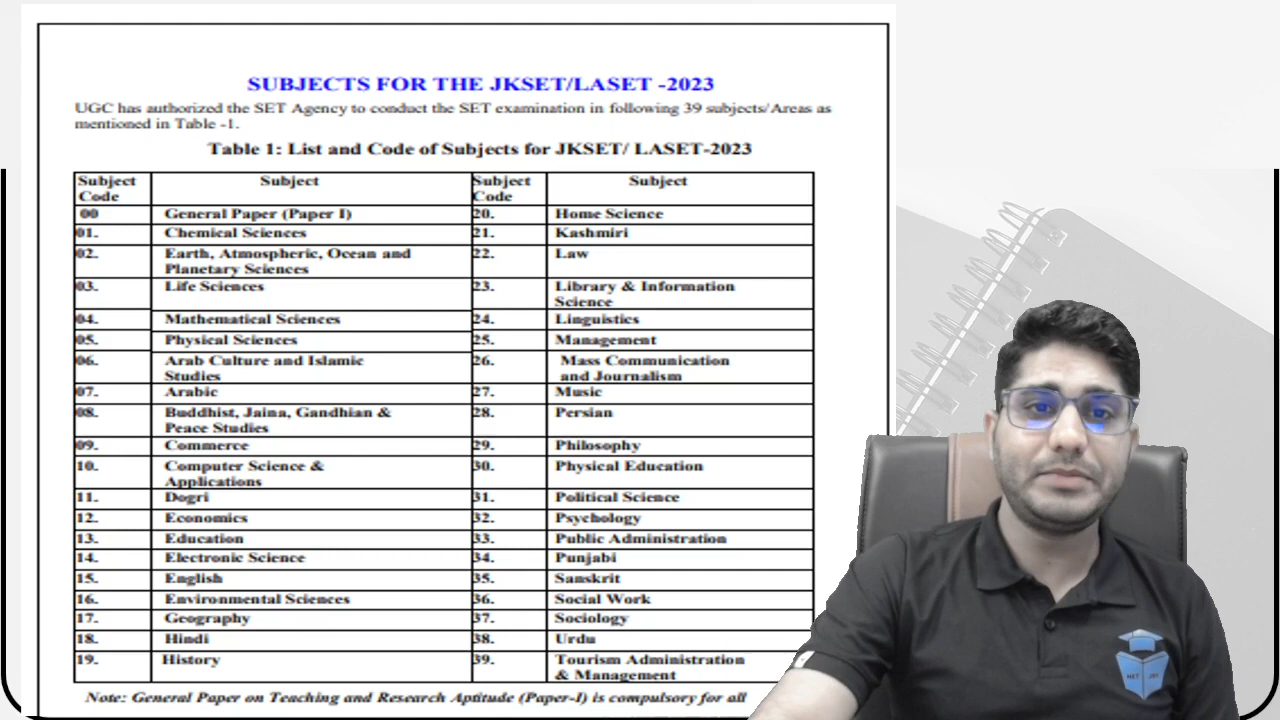 SUBJECTS FOR THE JKSET/LASET -2023
UGC has authorized the SET Agency to conduct the SET examination in following 39 subjects/Areas as
mentioned in Table -1.
Table 1: List and Code of Subjects for JKSET/ LASET-2023
Subject Code Subject Subject Code Subject
00 General Paper (Paper I) 20. Home Science
01. Chemical Sciences 21. Kashmiri
02. Earth, Atmospheric, Ocean and Planetary Sciences 22. Law
03. Life Sciences 23. Library & Information Science
04. Mathematical Sciences 24. Linguistics
05. Physical Sciences 25. Management
06. Arab Culture and Islamic Studies 26. Mass Communication and Journalism
07. Arabic 27. Music
08. Buddhist, Jaina, Gandhian & Peace Studies 28. Persian
09. Commerce 29. Philosophy
10. Computer Science & Applications 30. Physical Education
11. Dogri 31. Political Science
12. Economics 32. Psychology
13. Education 33. Public Administration
14. Electronic Science 34. Punjabi
15. English 35. Sanskrit
16. Environmental Sciences 36. Social Work
17. Geography 37. Sociology
18. Hindi 38. Urdu
19. History 39. Tourism Administration & Management
Note: General Paper on Teaching and Research Aptitude (Paper-I) is compulsory for all
NET JRF